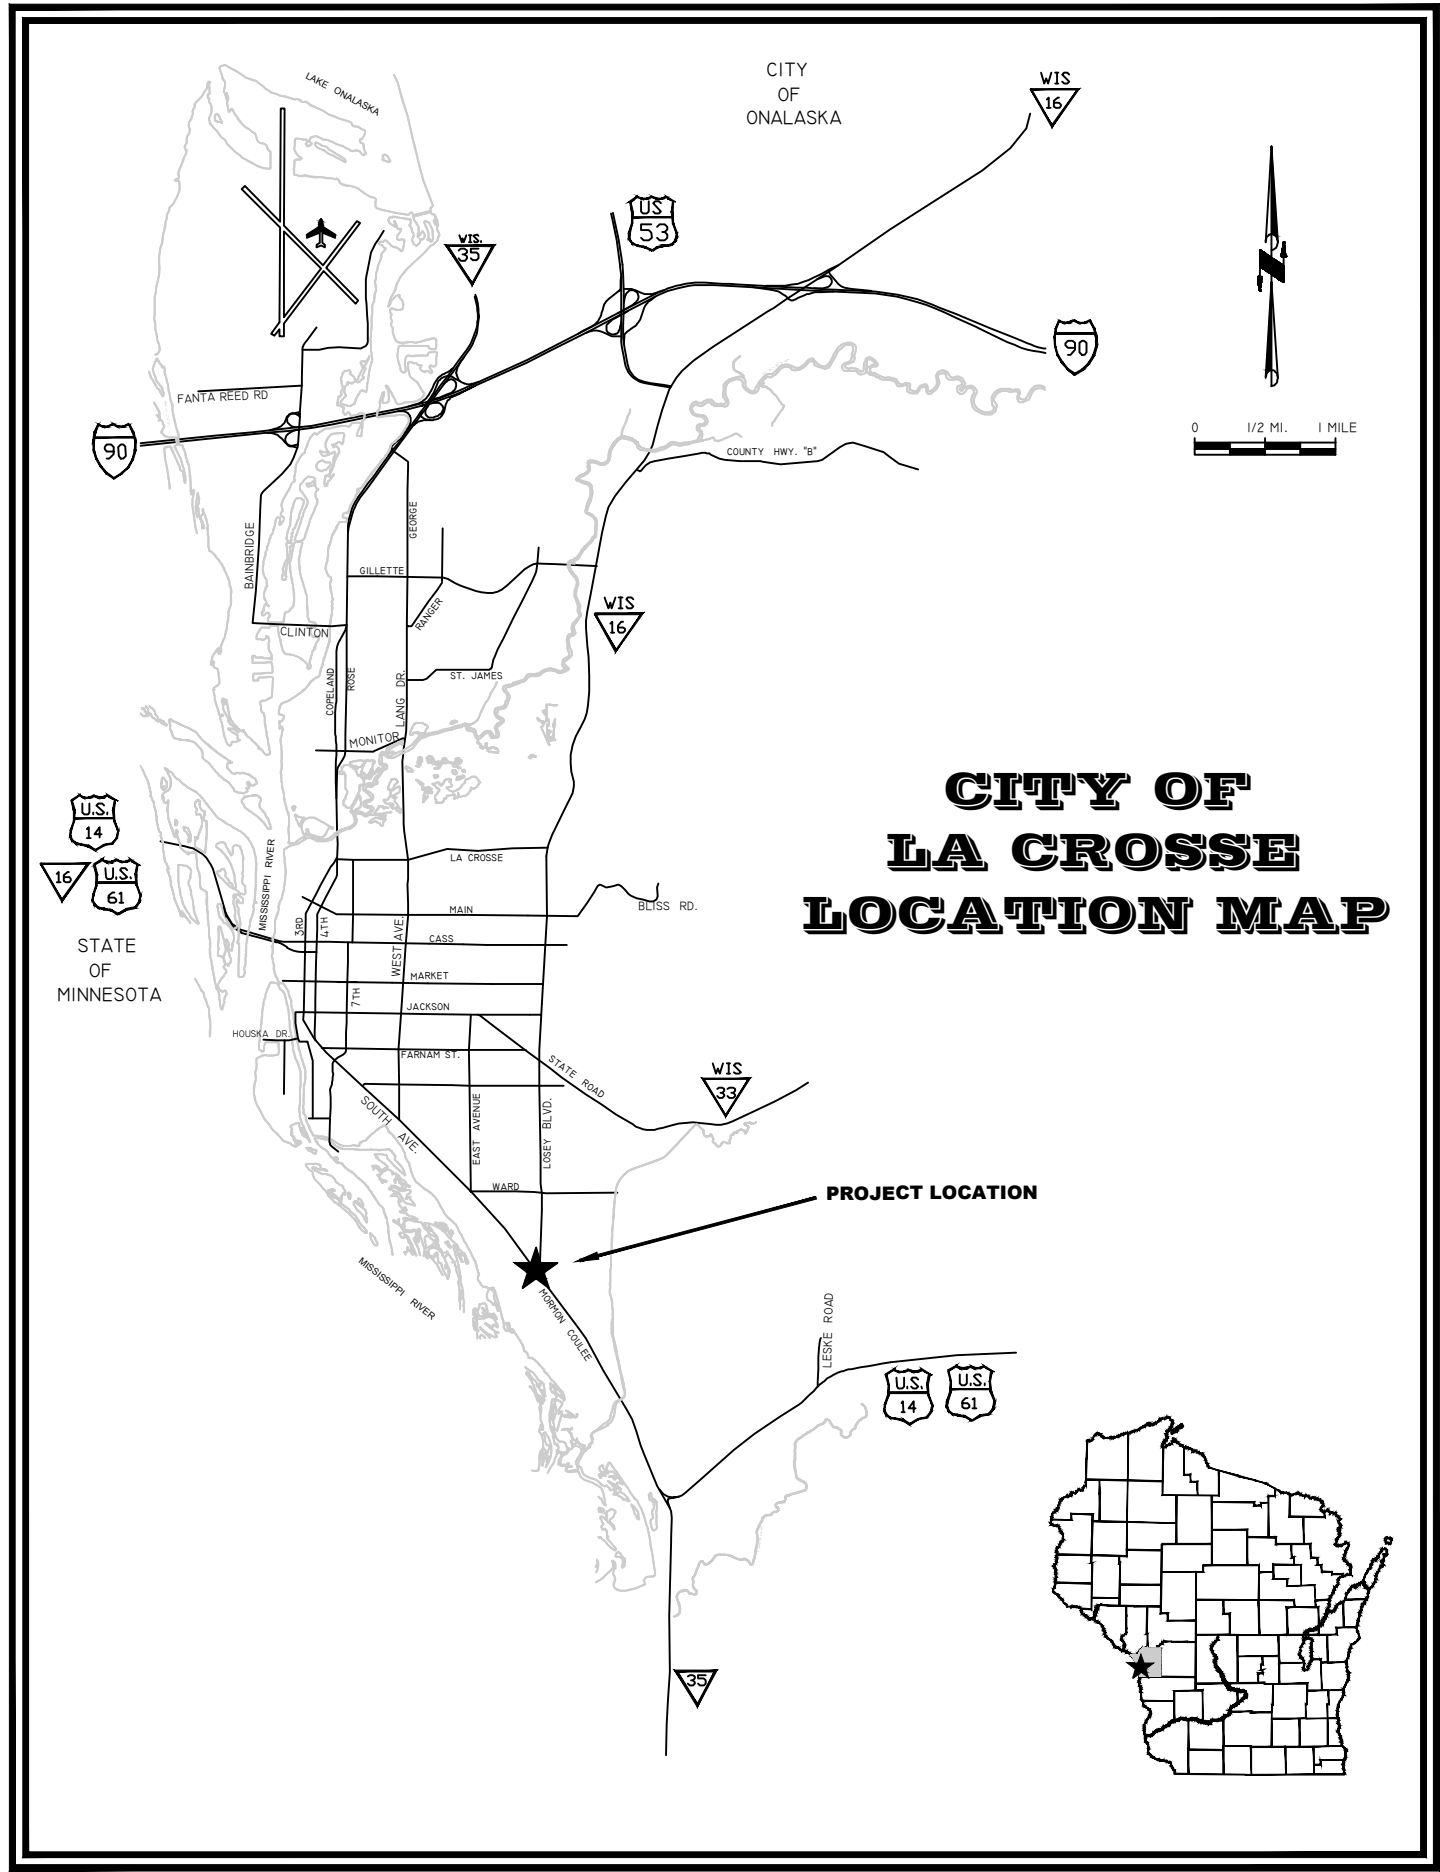 LAKE ONALASKA
CITY
OF
ONALASKA
WIS
16
US
53
WIS.
35
90
FANTA REED RD
90
0 1/2 MI. 1 MILE
COUNTY HWY. "B"
BAINBRIDGE
GEORGE
GILLETTE
RANGER
WIS
16
CLINTON
COPELAND
ROSE
LANG DR.
ST. JAMES
MONITOR
CITY OF
LA CROSSE
LOCATION MAP
U.S.
14
16
U.S.
61
STATE
OF
MINNESOTA
MISSISSIPPI RIVER
LA CROSSE
BLISS RD.
MAIN
3RD
4TH
CASS
WEST AVE.
MARKET
7TH
JACKSON
HOUSKA DR.
FARNAM ST.
STATE ROAD
WIS
33
SOUTH AVE.
EAST AVENUE
LOSEY BLVD.
WARD
PROJECT LOCATION
MISSISSIPPI RIVER
MORMON COULEE
LESKE ROAD
U.S.
14
U.S.
61
35